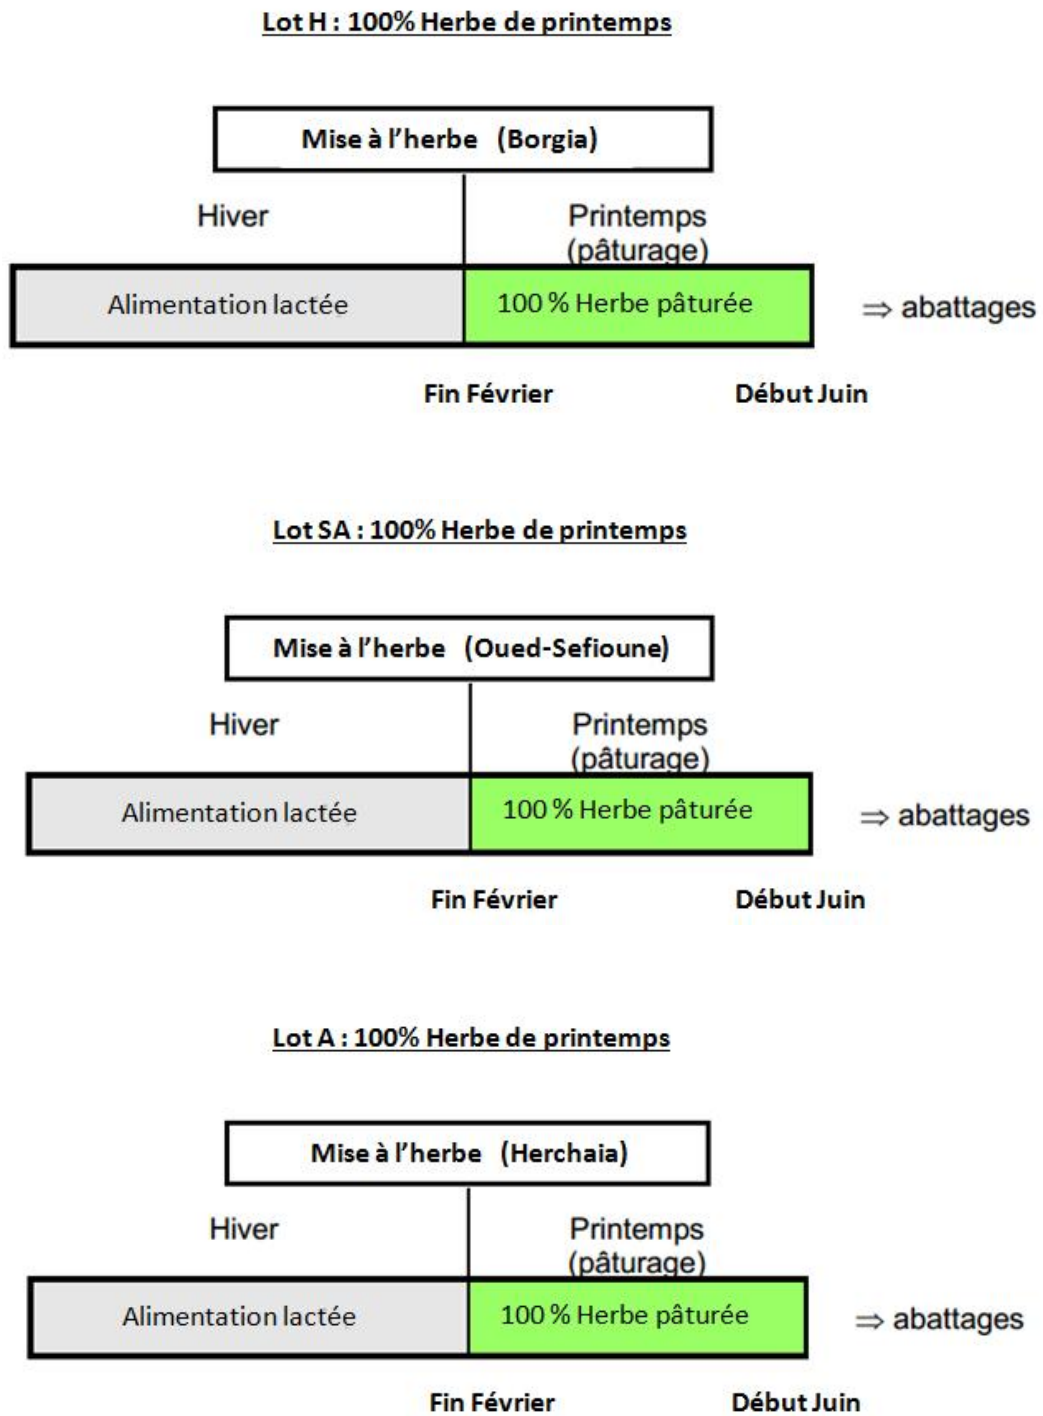 Lot H : 100% Herbe de printemps
Mise à l'herbe (Borgia)
Hiver
Printemps
(pâturage)
Alimentation lactée
100 % Herbe pâturée
⇒ abattages
Fin Février
Début Juin
Lot SA : 100% Herbe de printemps
Mise à l'herbe (Oued-Sefioune)
Hiver
Printemps
(pâturage)
Alimentation lactée
100 % Herbe pâturée
⇒ abattages
Fin Février
Début Juin
Lot A : 100% Herbe de printemps
Mise à l'herbe (Herchaia)
Hiver
Printemps
(pâturage)
Alimentation lactée
100 % Herbe pâturée
⇒ abattages
Fin Février
Début Juin